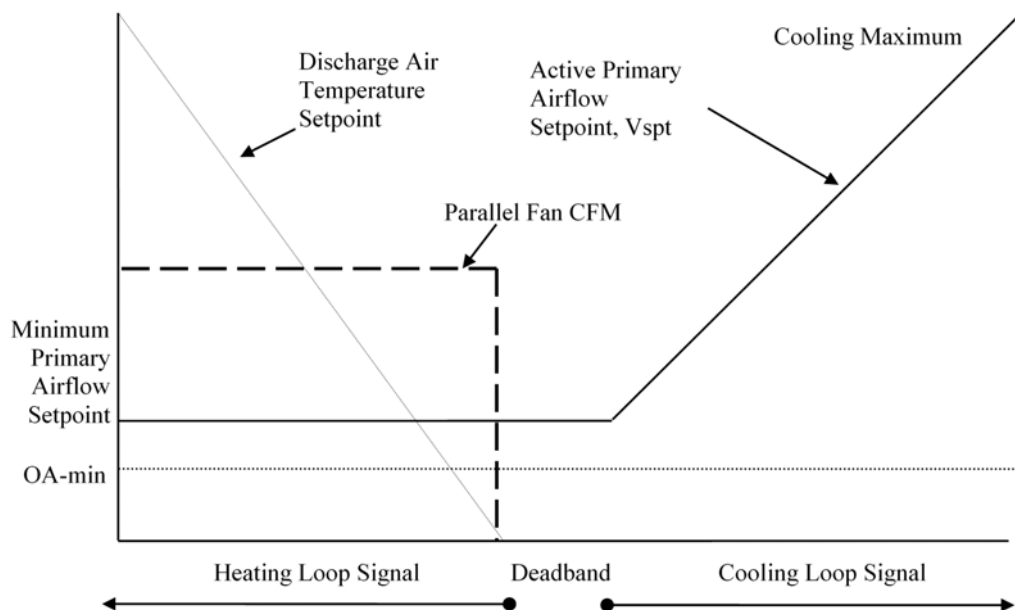 Discharge Air
Temperature
Setpoint
Active Primary
Airflow
Setpoint, Vspt
Cooling Maximum
Parallel Fan CFM
Minimum
Primary
Airflow
Setpoint
OA-min
Heating Loop Signal
Deadband
Cooling Loop Signal